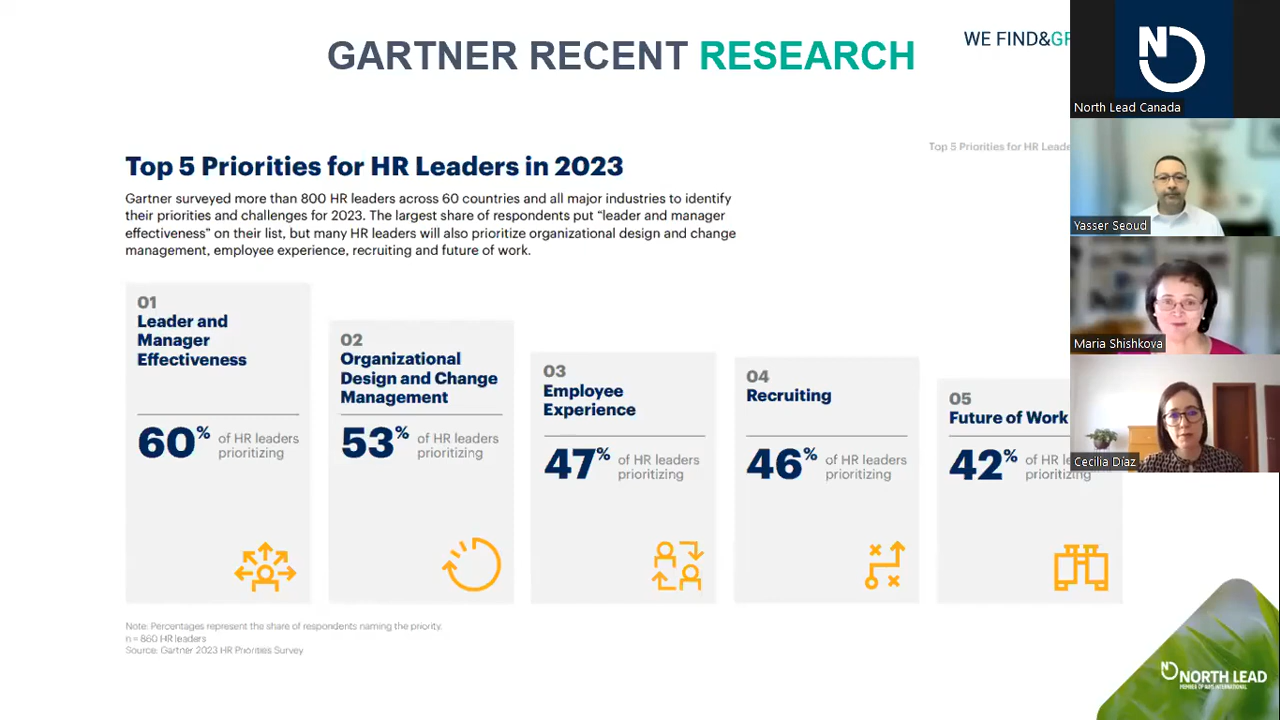 GARTNER RECENT RESEARCH
WE FIND&GR
North Lead Canada
Top 5 Priorities for HR Leade
Top 5 Priorities for HR Leaders in 2023
Gartner surveyed more than 800 HR leaders across 60 countries and all major industries to identify
their priorities and challenges for 2023. The largest share of respondents put “leader and manager
effectiveness” on their list, but many HR leaders will also prioritize organizational design and change
management, employee experience, recruiting and future of work.
Yasser Seoud
Maria Shishkova
Cecilia Díaz
01
Leader and
Manager
Effectiveness
60% of HR leaders
prioritizing
02
Organizational
Design and Change
Management
53% of HR leaders
prioritizing
03
Employee
Experience
47% of HR leaders
prioritizing
04
Recruiting
46% of HR leaders
prioritizing
05
Future of Work
42% of HR le
prioritizing
Note: Percentages represent the share of respondents naming the priority.
n = 860 HR leaders
Source: Gartner 2023 HR Priorities Survey
N NORTH LEAD
MEMBER OF NAPS INTERNATIONAL